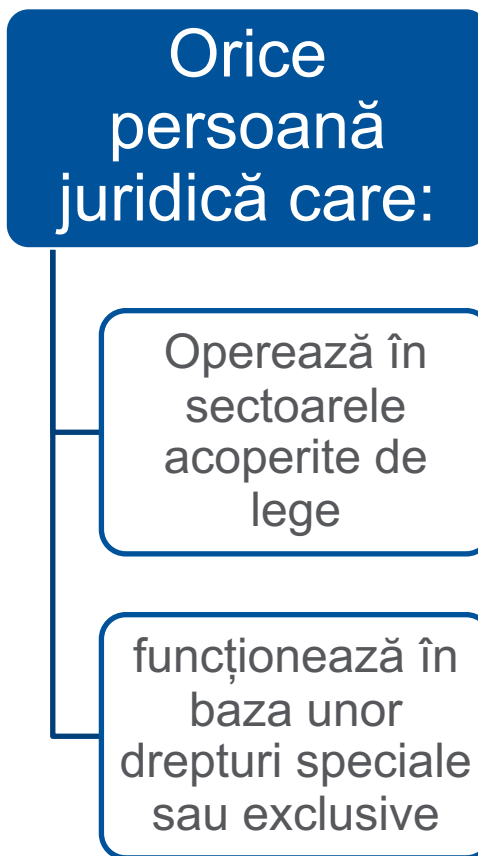 Orice
persoană
juridică care:
Operează în
sectoarele
acoperite de
lege
funcționează în
baza unor
drepturi speciale
sau exclusive